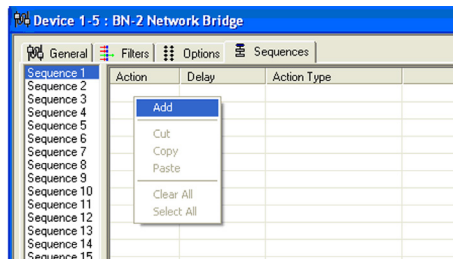 Device 1-5 : BN-2 Network Bridge
General Filters Options Sequences
Action Delay Action Type
Sequence 1
Sequence 2
Sequence 3
Sequence 4
Sequence 5
Sequence 6
Sequence 7
Sequence 8
Sequence 9
Sequence 10
Sequence 11
Sequence 12
Sequence 13
Sequence 14
Sequence 15
Add
Cut
Copy
Paste
Clear All
Select All